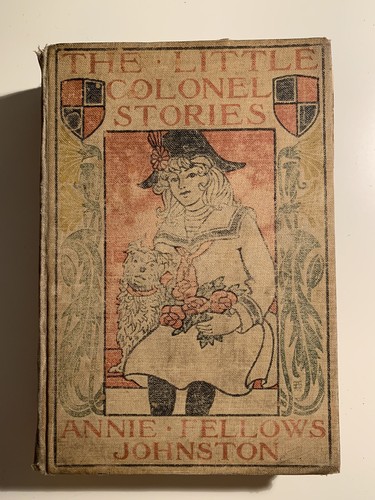 THE · LITTLE
COLONEL
STORIES
ANNIE · FELLOWS
JOHNSTON